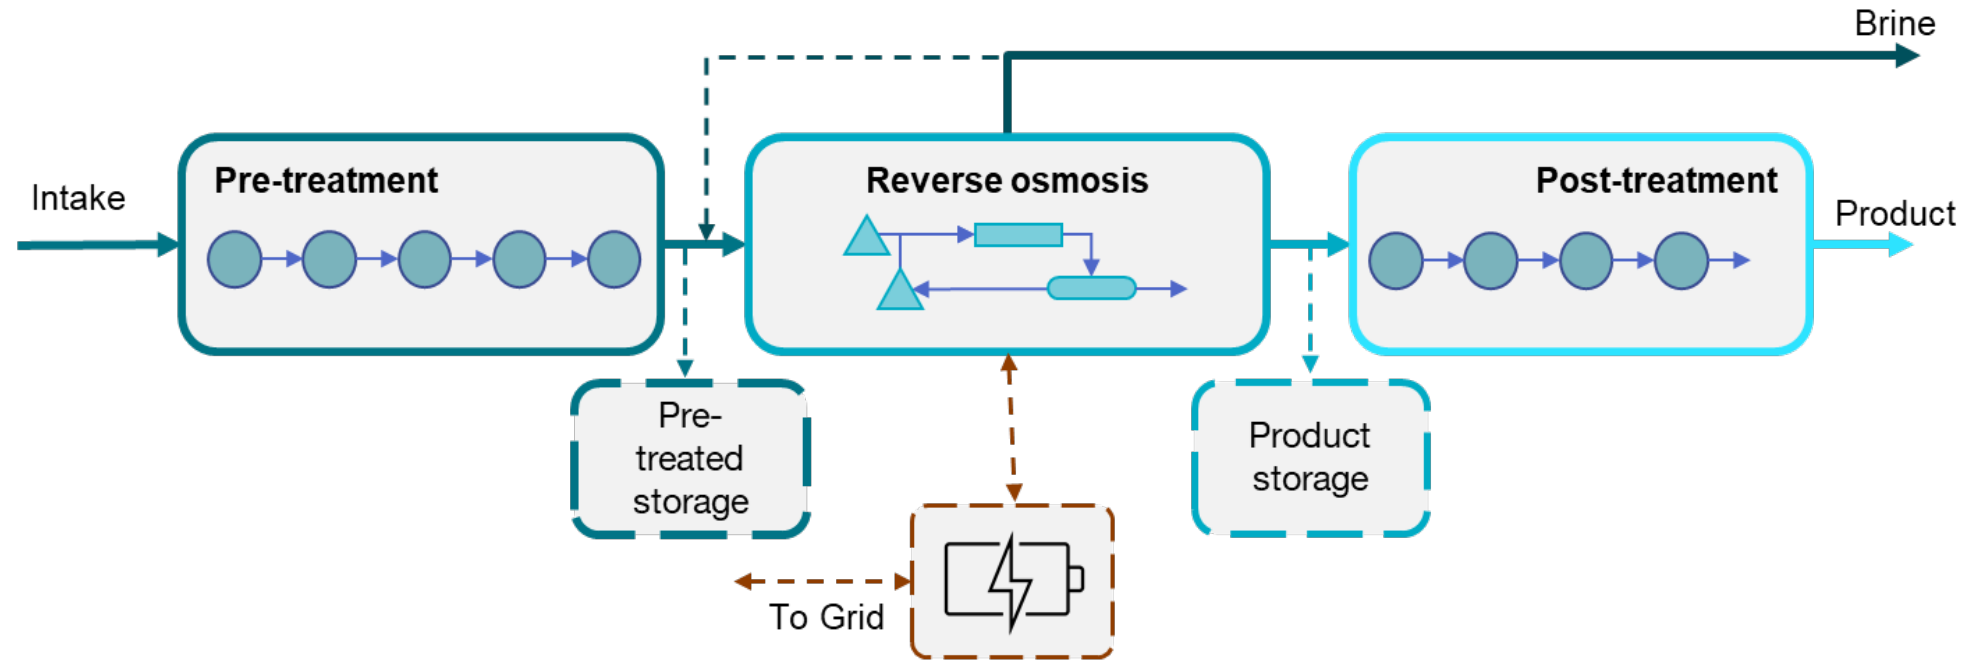 Brine
Intake
Pre-treatment
Reverse osmosis
Post-treatment
Product
Pre-
treated
storage
Product
storage
To Grid